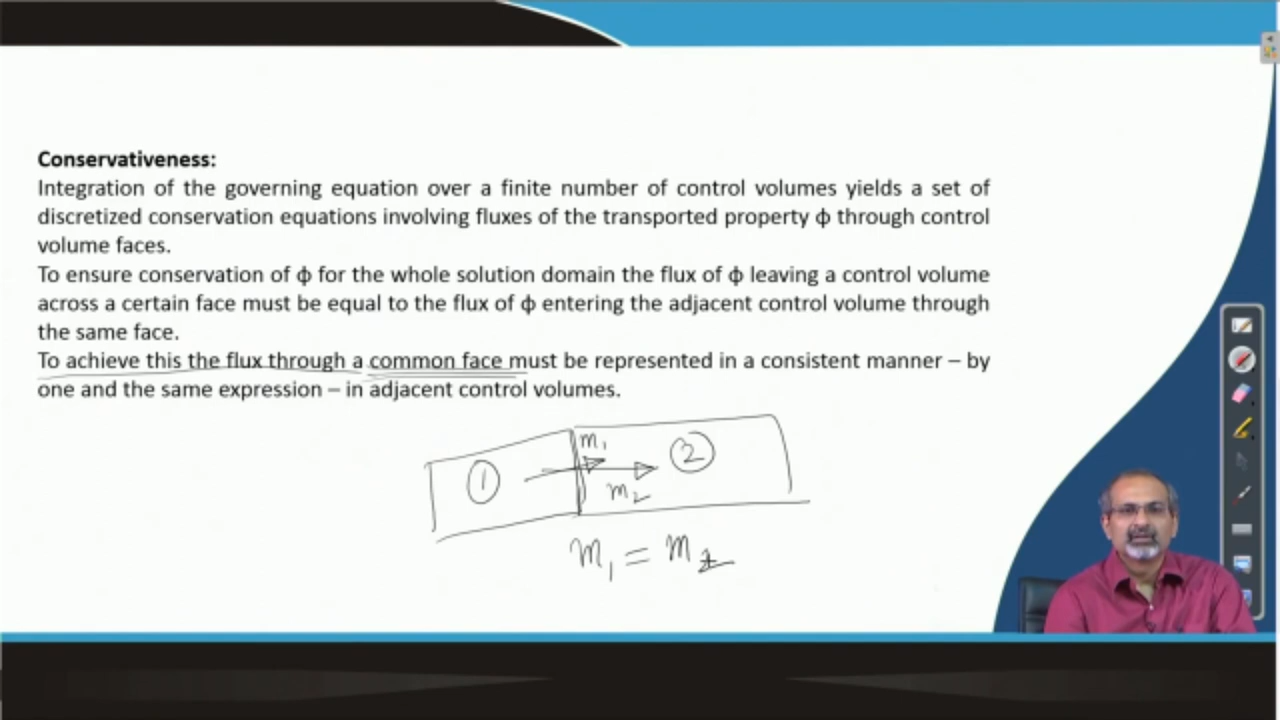 Conservativeness:
Integration of the governing equation over a finite number of control volumes yields a set of
discretized conservation equations involving fluxes of the transported property ϕ through control
volume faces.
To ensure conservation of ϕ for the whole solution domain the flux of ϕ leaving a control volume
across a certain face must be equal to the flux of ϕ entering the adjacent control volume through
the same face.
To achieve this the flux through a common face must be represented in a consistent manner – by
one and the same expression – in adjacent control volumes.
m₁
① ②
m₂
m₁ = m₂